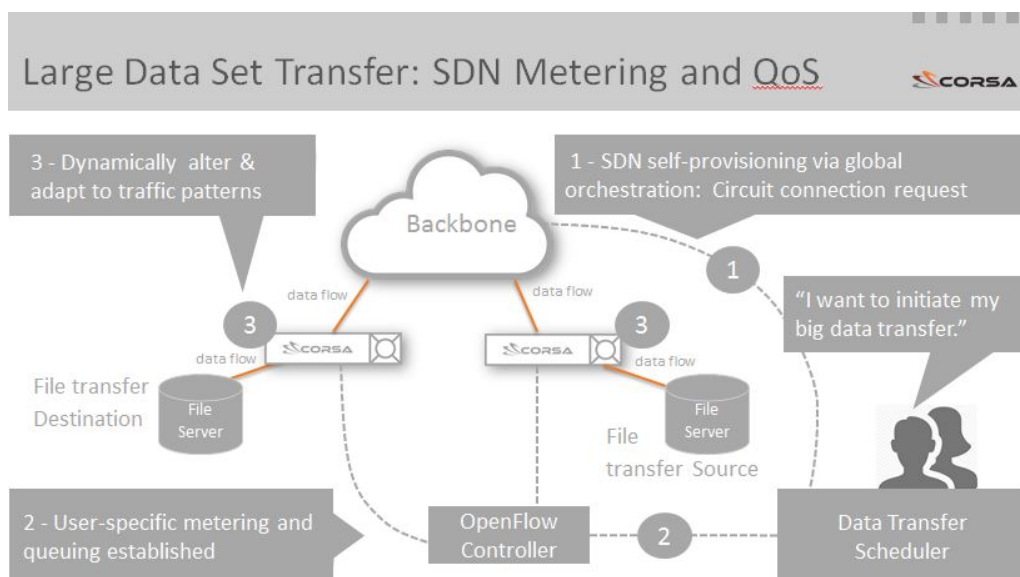 Large Data Set Transfer: SDN Metering and QoS
CORSA
3 - Dynamically alter &
adapt to traffic patterns
1 - SDN self-provisioning via global
orchestration: Circuit connection request
Backbone
1
data flow
data flow
“I want to initiate my
big data transfer.”
3
CORSA
data flow
CORSA
3
data flow
File transfer
Destination
File
Server
File
transfer Source
File
Server
2 - User-specific metering and
queuing established
OpenFlow
Controller
2
Data Transfer
Scheduler